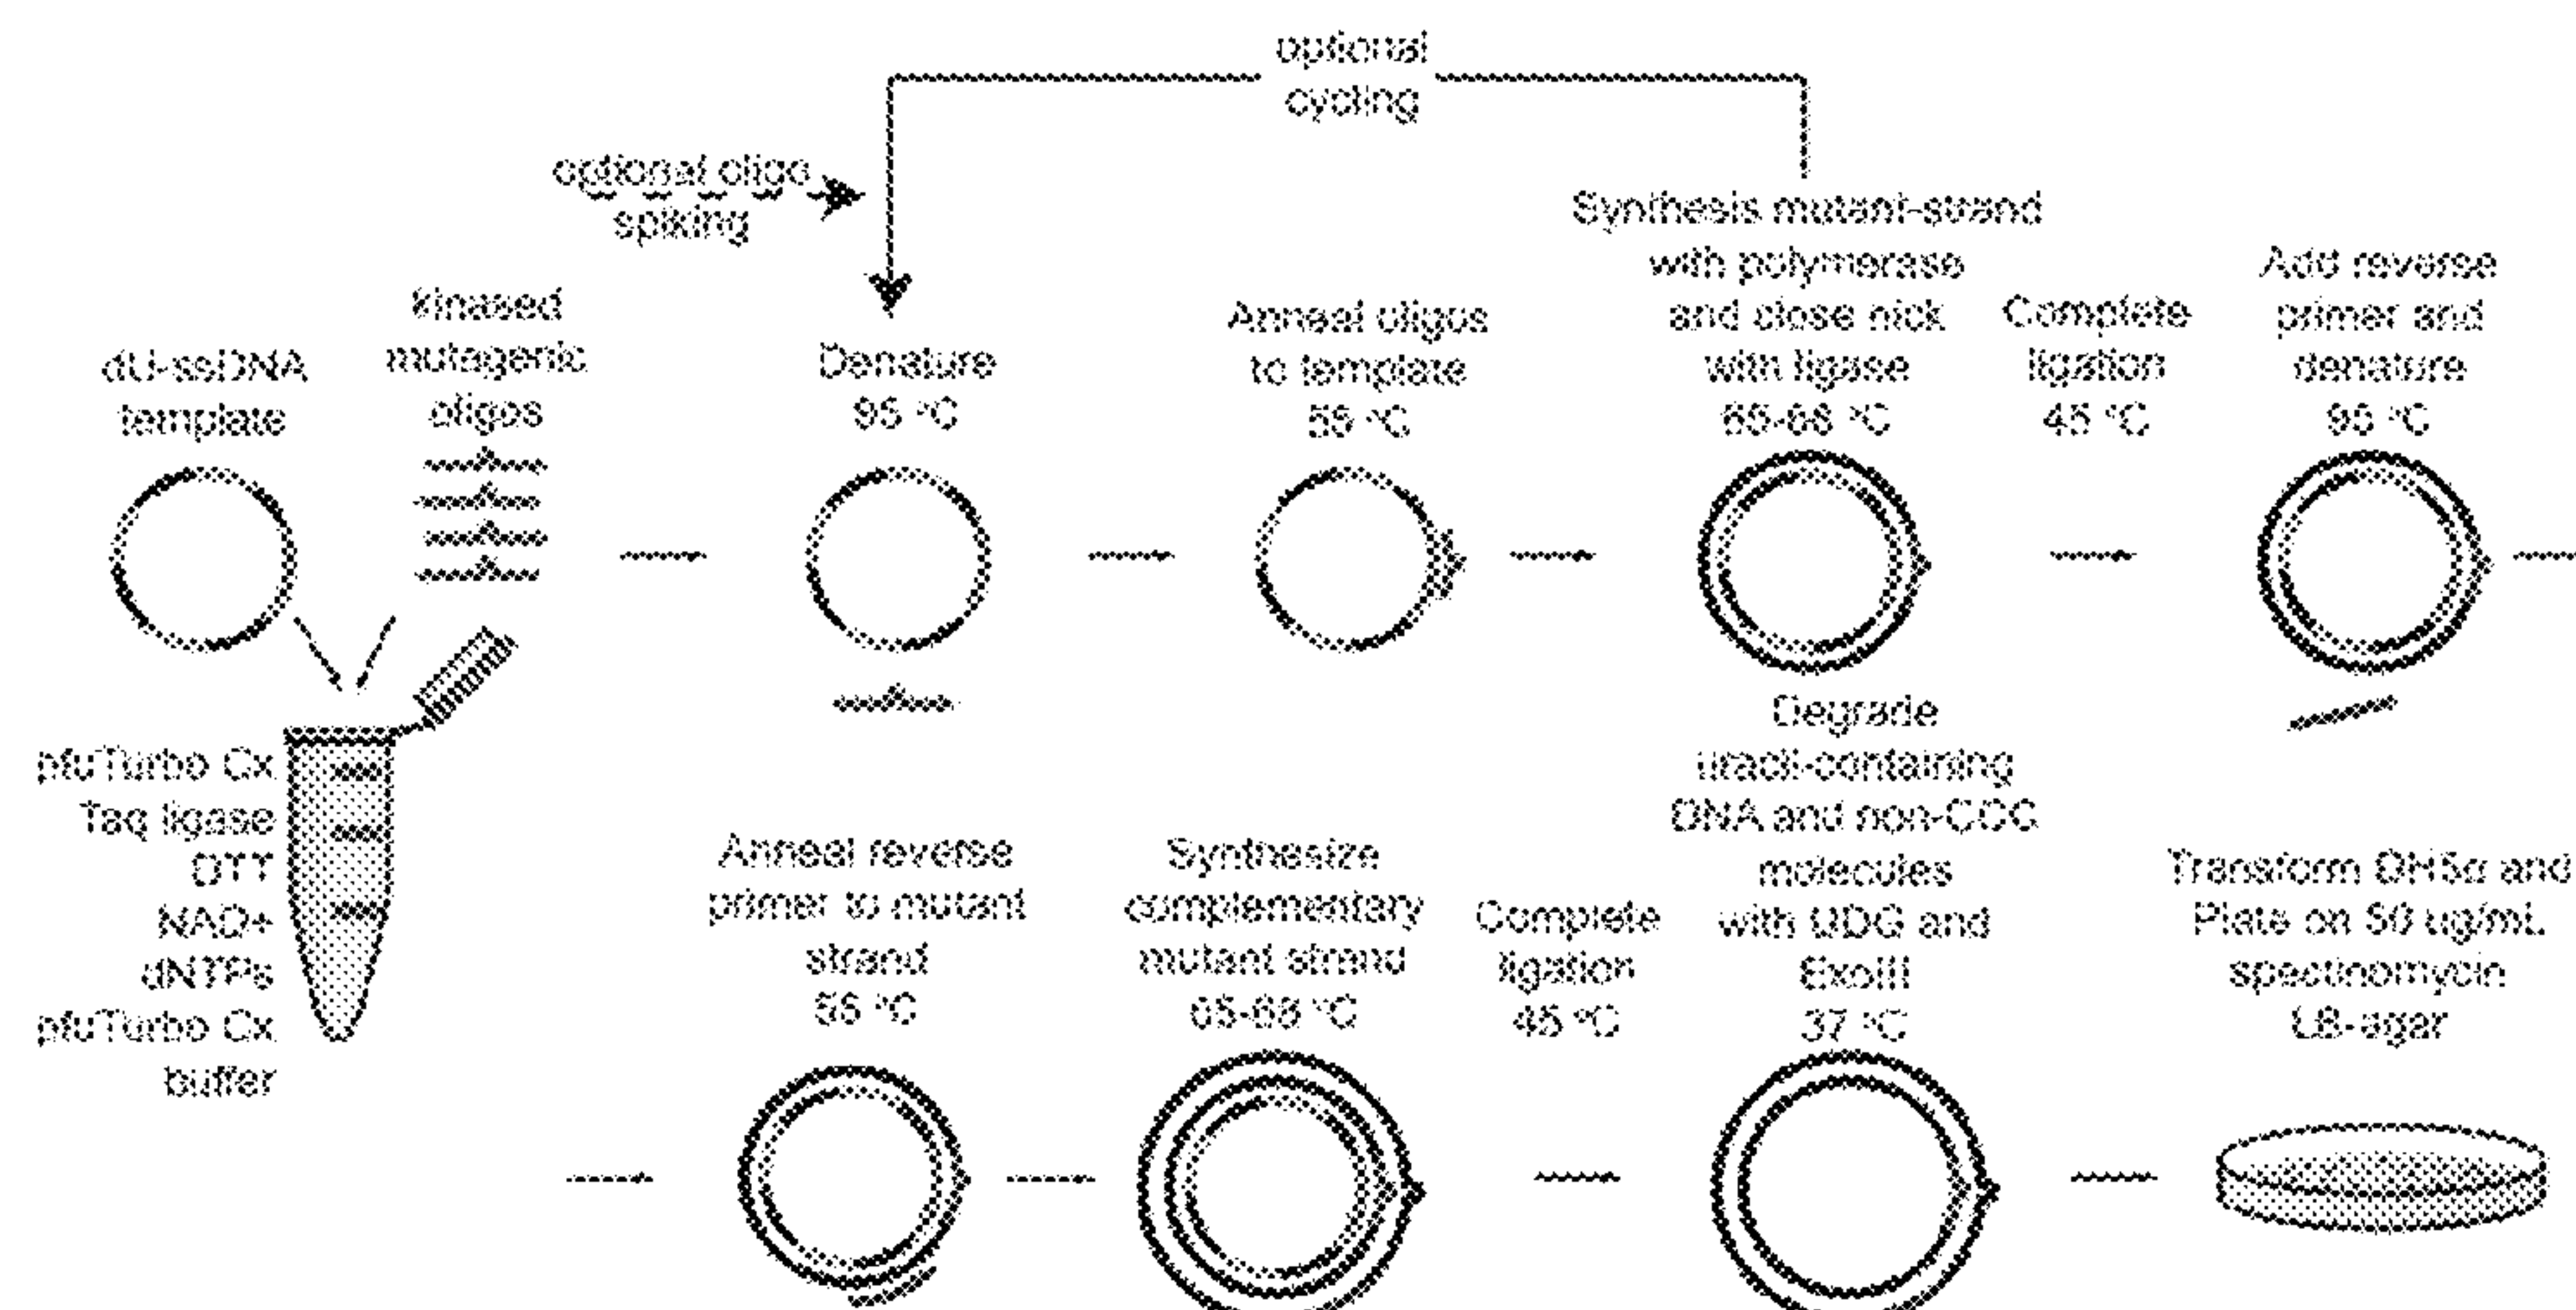 optional
cycling
optional oligo
spiking
dU-ssDNA
template
kinased
mutagenic
oligos
Denature
95 °C
Anneal oligos
to template
55 °C
Synthesis mutant-strand
with polymerase
and close nick
with ligase
65-68 °C
Complete
ligation
45 °C
Add reverse
primer and
denature
95 °C
pfuTurbo Cx
Taq ligase
DTT
NAD+
dNTPs
pfuTurbo Cx
buffer
Anneal reverse
primer to mutant
strand
55 °C
Synthesize
complementary
mutant strand
65-68 °C
Complete
ligation
45 °C
Degrade
uracil-containing
DNA and non-CCC
molecules
with UDG and
ExoIII
37 °C
Transform DH5α and
Plate on 50 ug/mL
spectinomycin
LB-agar